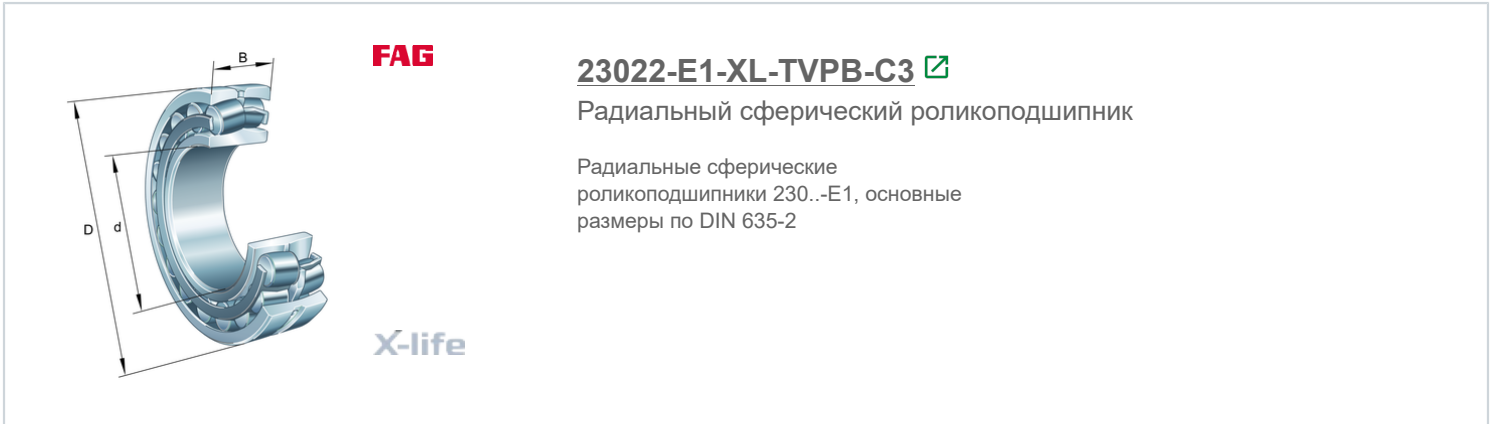 B
FAG
23022-E1-XL-TVPB-C3
Радиальный сферический роликоподшипник
Радиальные сферические
роликоподшипники 230..-E1, основные
размеры по DIN 635-2
D
d
X-life